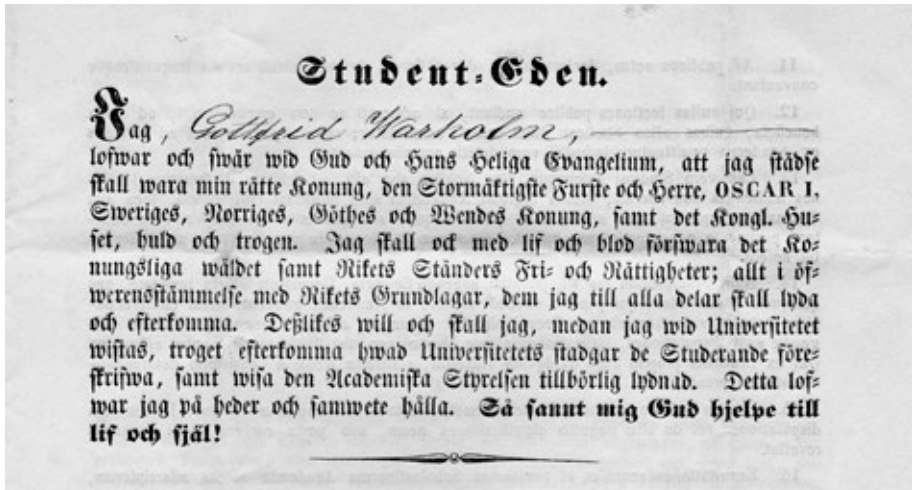 Student-Eden.
Jag, Gottfred Warholm,
lofwar och swär wid Gud och Hans Heliga Evangelium, att jag städse
skall wara min rätte Konung, den Stormäktigste Furste och Herre, OSCAR I,
Sweriges, Norriges, Göthes och Wendes Konung, samt det Kongl. Hu-
set, huld och trogen. Jag skall ock med lif och blod förswara det Ko-
nungsliga wäldet samt Rikets Ständers Fri- och Rättigheter; allt i öf-
werensstämmelse med Rikets Grundlagar, dem jag till alla delar skall lyda
och efterkomma. Deßlikes will och skall jag, medan jag wid Universitetet
wistas, troget efterkomma hwad Universitetets stadgar de Studerande före-
skrifwa, samt wisa den Academiska Styrelsen tillbörlig lydnad. Detta lof-
war jag på heder och samwete hålla. Så sannt mig Gud hjelpe till
lif och själ!